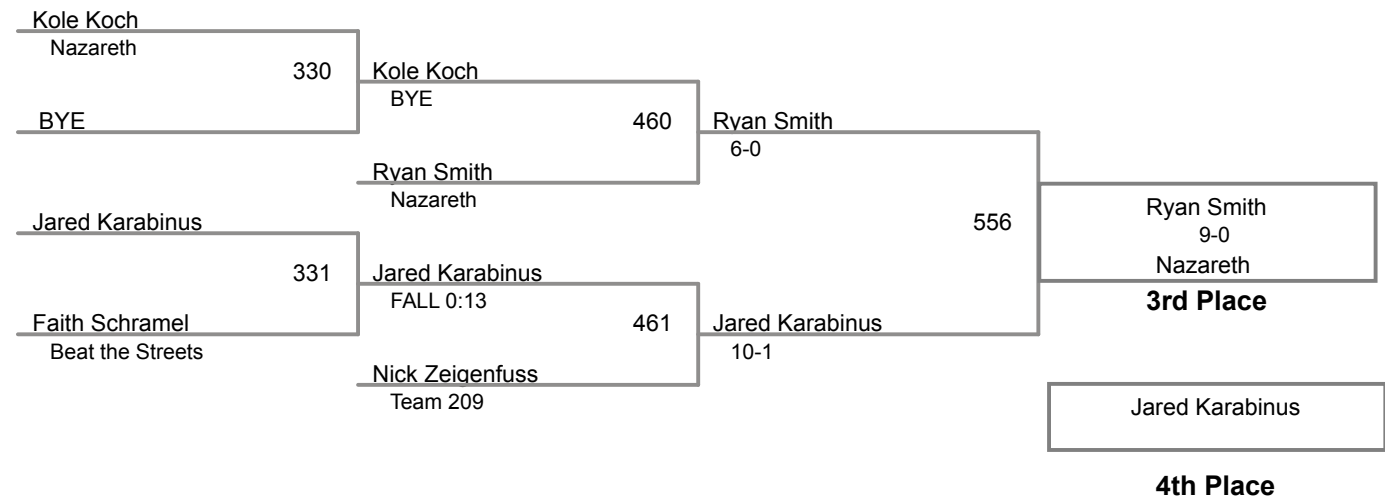 Kole Koch
Nazareth
330
Kole Koch
BYE
BYE
460
Ryan Smith
6-0
Ryan Smith
Nazareth
Jared Karabinus
556
Ryan Smith
9-0
Nazareth
3rd Place
331
Jared Karabinus
FALL 0:13
Faith Schramel
Beat the Streets
461
Jared Karabinus
10-1
Nick Zeigenfuss
Team 209
Jared Karabinus
4th Place